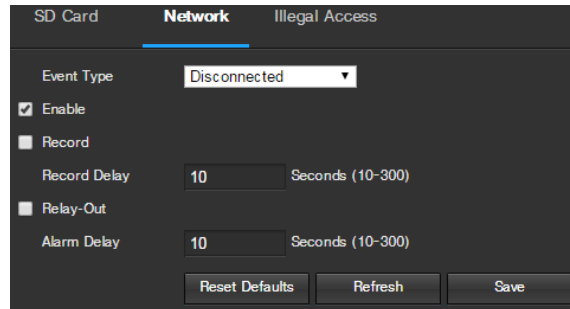 SD Card Network Illegal Access
Event Type Disconnected
Enable
Record
Record Delay 10 Seconds (10-300)
Relay-Out
Alarm Delay 10 Seconds (10-300)
Reset Defaults Refresh Save